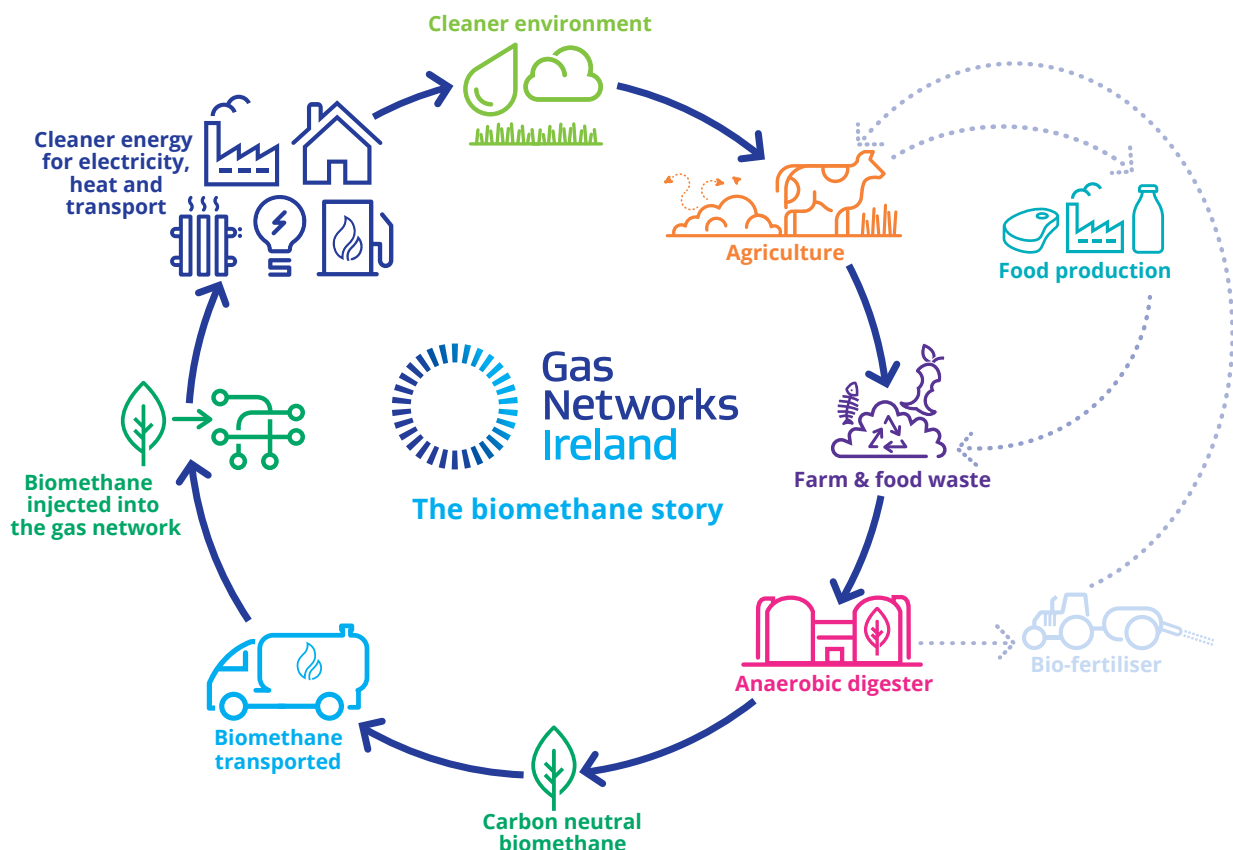 Cleaner environment
Cleaner energy
for electricity,
heat and
transport
Agriculture
Food production
Gas
Networks
Ireland
The biomethane story
Farm & food waste
Biomethane
injected into
the gas network
Anaerobic digester
Bio-fertiliser
Biomethane
transported
Carbon neutral
biomethane